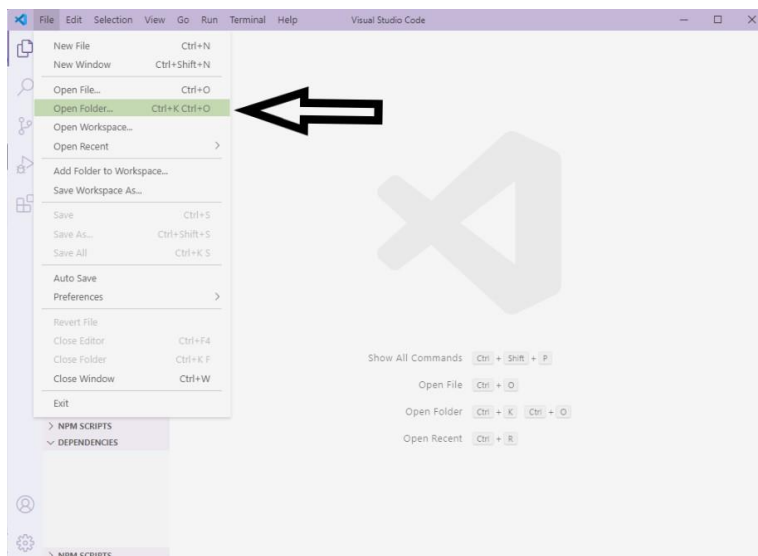 File Edit Selection View Go Run Terminal Help Visual Studio Code
New File Ctrl+N
New Window Ctrl+Shift+N
Open File... Ctrl+O
Open Folder... Ctrl+K Ctrl+O
Open Workspace...
Open Recent
Add Folder to Workspace...
Save Workspace As...
Save Ctrl+S
Save As... Ctrl+Shift+S
Save All Ctrl+K S
Auto Save
Preferences
Revert File
Close Editor Ctrl+F4
Close Folder Ctrl+K F
Close Window Ctrl+W
Exit
NPM SCRIPTS
DEPENDENCIES
NPM SCRIPTS
Show All Commands Ctrl + Shift + P
Open File Ctrl + O
Open Folder Ctrl + K Ctrl + O
Open Recent Ctrl + R